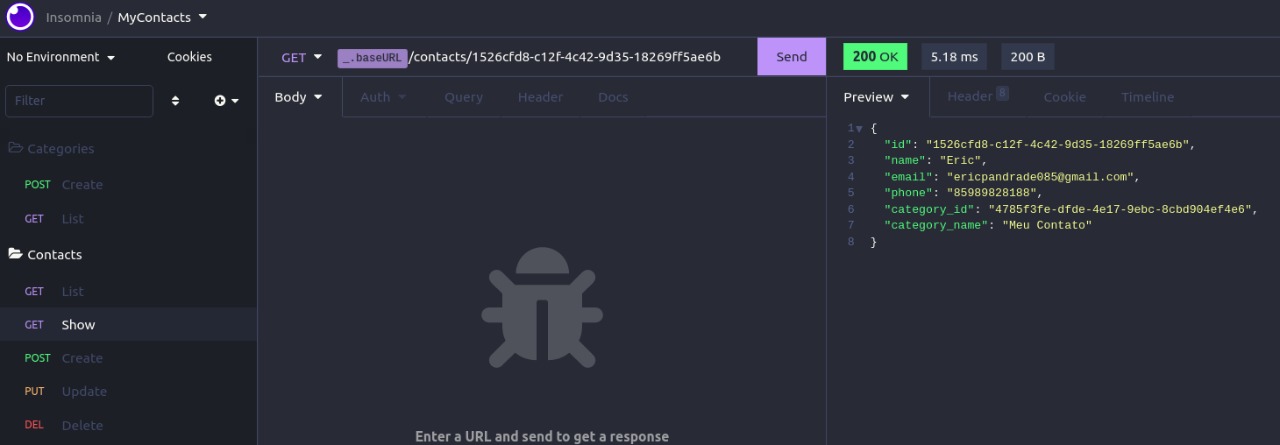 Insomnia / MyContacts
No Environment
Cookies
GET
_.baseURL/contacts/1526cfd8-c12f-4c42-9d35-18269ff5ae6b
Send
200 OK
5.18 ms
200 B
Filter
Body
Auth
Query
Header
Docs
Preview
Header 8
Cookie
Timeline
Categories
POST Create
GET List
Contacts
GET List
GET Show
POST Create
PUT Update
DEL Delete
Enter a URL and send to get a response
1 {
2 "id": "1526cfd8-c12f-4c42-9d35-18269ff5ae6b",
3 "name": "Eric",
4 "email": "ericpandrade085@gmail.com",
5 "phone": "85989828188",
6 "category_id": "4785f3fe-dfde-4e17-9ebc-8cbd904ef4e6",
7 "category_name": "Meu Contato"
8 }